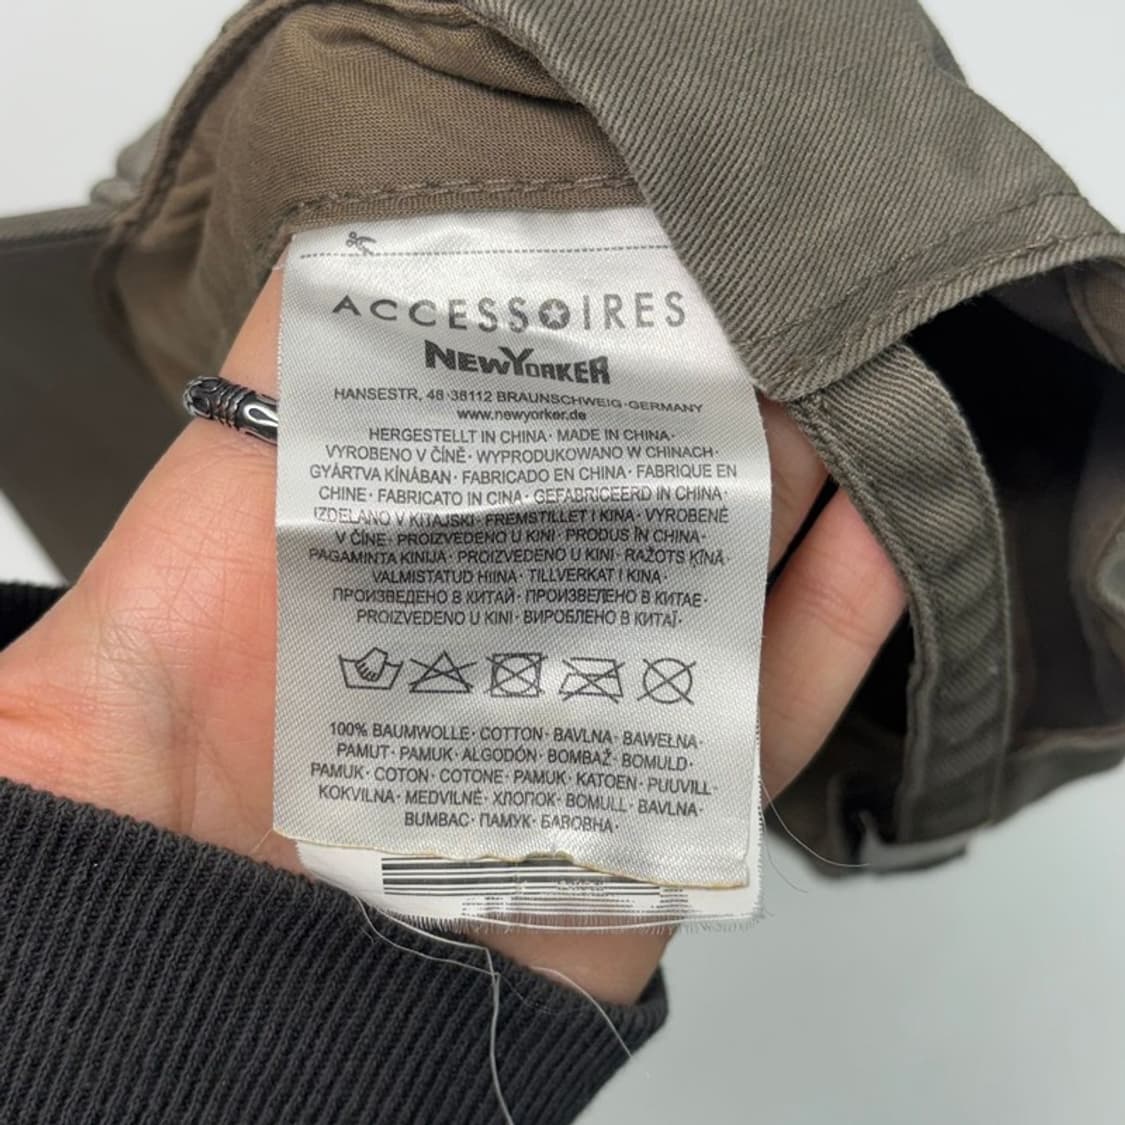 ACCESSOIRES
NEWYORKER
HANSESTR, 48·38112 BRAUNSCHWEIG·GERMANY
www.newyorker.de
HERGESTELLT IN CHINA· MADE IN CHINA·
VYROBENO V ČÍNĚ· WYPRODUKOWANO W CHINACH·
GYÁRTVA KÍNÁBAN· FABRICADO EN CHINA· FABRIQUE EN
CHINE· FABRICATO IN CINA· GEFABRICEERD IN CHINA·
IZDELANO V KITAJSKI· FREMSTILLET I KINA· VYROBENÉ
V ČÍNE· PROIZVEDENO U KINI· PRODUS ÎN CHINA·
PAGAMINTA KINIJA· PROIZVEDENO U KINI· RAŽOTS ĶĪNĀ·
VALMISTATUD HIINA· TILLVERKAT I KINA·
ПРОИЗВЕДЕНО В КИТАЙ· ПРОИЗВЕДЕНО В КИТАЕ·
PROIZVEDENO U KINI· ВИРОБЛЕНО В КИТАЇ·
100% BAUMWOLLE· COTTON· BAVLNA· BAWEŁNA·
PAMUT· PAMUK· ALGODÓN· BOMBAŽ· BOMULD·
PAMUK· COTON· COTONE· PAMUK· KATOEN· PUUVILL·
KOKVILNA· MEDVILNĖ· ХЛОПОК· BOMULL· BAVLNA·
BUMBAC· ПАМУК· БАВОВНА·